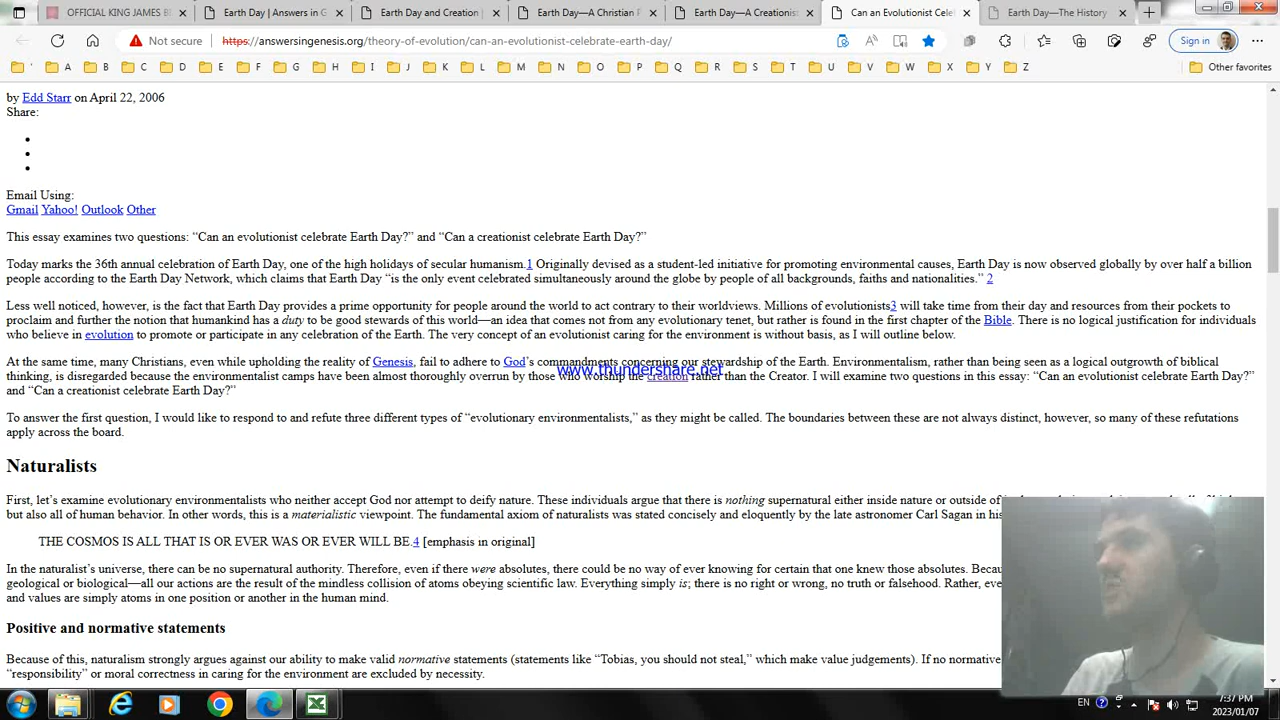 OFFICIAL KING JAMES B
Earth Day | Answers in G
Earth Day and Creation |
Earth Day—A Christian P
Earth Day—A Creationist
Can an Evolutionist Cele
Earth Day—The History
Not secure
https://answersingenesis.org/theory-of-evolution/can-an-evolutionist-celebrate-earth-day/
Sign in
' A B C D E F G H I J K L M N O P Q R S T U V W X Y Z Other favorites
by Edd Starr on April 22, 2006
Share:
Email Using:
Gmail Yahoo! Outlook Other
This essay examines two questions: “Can an evolutionist celebrate Earth Day?” and “Can a creationist celebrate Earth Day?”
Today marks the 36th annual celebration of Earth Day, one of the high holidays of secular humanism.1 Originally devised as a student-led initiative for promoting environmental causes, Earth Day is now observed globally by over half a billion
people according to the Earth Day Network, which claims that Earth Day “is the only event celebrated simultaneously around the globe by people of all backgrounds, faiths and nationalities.” 2
Less well noticed, however, is the fact that Earth Day provides a prime opportunity for people around the world to act contrary to their worldviews. Millions of evolutionists3 will take time from their day and resources from their pockets to
proclaim and further the notion that humankind has a duty to be good stewards of this world—an idea that comes not from any evolutionary tenet, but rather is found in the first chapter of the Bible. There is no logical justification for individuals
who believe in evolution to promote or participate in any celebration of the Earth. The very concept of an evolutionist caring for the environment is without basis, as I will outline below.
At the same time, many Christians, even while upholding the reality of Genesis, fail to adhere to God’s commandments concerning our stewardship of the Earth. Environmentalism, rather than being seen as a logical outgrowth of biblical
www.thundershare.net
thinking, is disregarded because the environmentalist camps have been almost thoroughly overrun by those who worship the creation rather than the Creator. I will examine two questions in this essay: “Can an evolutionist celebrate Earth Day?”
and “Can a creationist celebrate Earth Day?”
To answer the first question, I would like to respond to and refute three different types of “evolutionary environmentalists,” as they might be called. The boundaries between these are not always distinct, however, so many of these refutations
apply across the board.
Naturalists
First, let’s examine evolutionary environmentalists who neither accept God nor attempt to deify nature. These individuals argue that there is nothing supernatural either inside nature or outside of
but also all of human behavior. In other words, this is a materialistic viewpoint. The fundamental axiom of naturalists was stated concisely and eloquently by the late astronomer Carl Sagan in his
THE COSMOS IS ALL THAT IS OR EVER WAS OR EVER WILL BE.4 [emphasis in original]
In the naturalist’s universe, there can be no supernatural authority. Therefore, even if there were absolutes, there could be no way of ever knowing for certain that one knew those absolutes. Becau
geological or biological—all our actions are the result of the mindless collision of atoms obeying scientific law. Everything simply is; there is no right or wrong, no truth or falsehood. Rather, eve
and values are simply atoms in one position or another in the human mind.
Positive and normative statements
Because of this, naturalism strongly argues against our ability to make valid normative statements (statements like “Tobias, you should not steal,” which make value judgements). If no normative
“responsibility” or moral correctness in caring for the environment are excluded by necessity.
EN
7:37 PM
2023/01/07